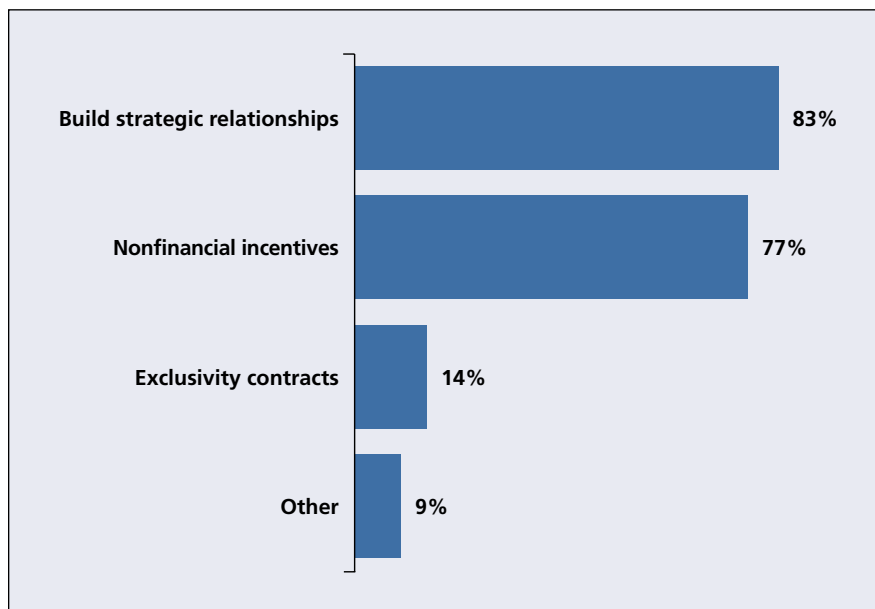 Build strategic relationships 83%
Nonfinancial incentives 77%
Exclusivity contracts 14%
Other 9%